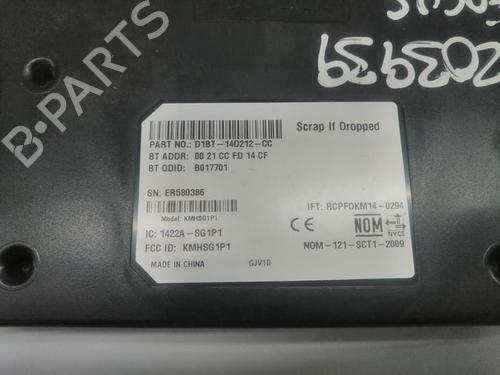 203939
B-PARTS
Scrap If Dropped
PART NO.: D1BT-14D212-CC
BT ADDR: 00 21 CC FD 14 CF
BT QDID: B017701
SN: ER580386
Model: KMHSG1P1
IFT: RCPFOKM14-0294
IC: 1422A-SG1P1
CE
NOM
NYCE
FCC ID: KMHSG1P1
NOM-121-SCT1-2009
MADE IN CHINA
GJV1D